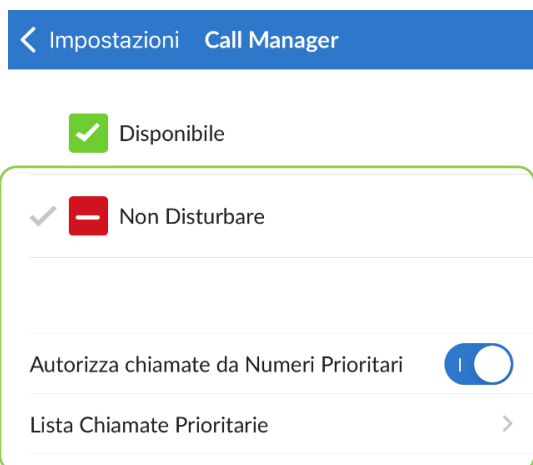 Impostazioni Call Manager
Disponibile
Non Disturbare
Autorizza chiamate da Numeri Prioritari
Lista Chiamate Prioritarie